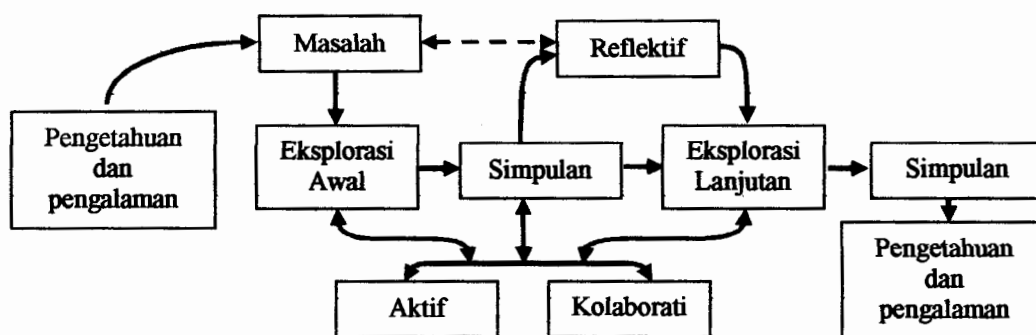 Masalah
Reflektif
Pengetahuan
dan
pengalaman
Eksplorasi
Awal
Simpulan
Eksplorasi
Lanjutan
Simpulan
Pengetahuan
dan
pengalaman
Aktif
Kolaborati